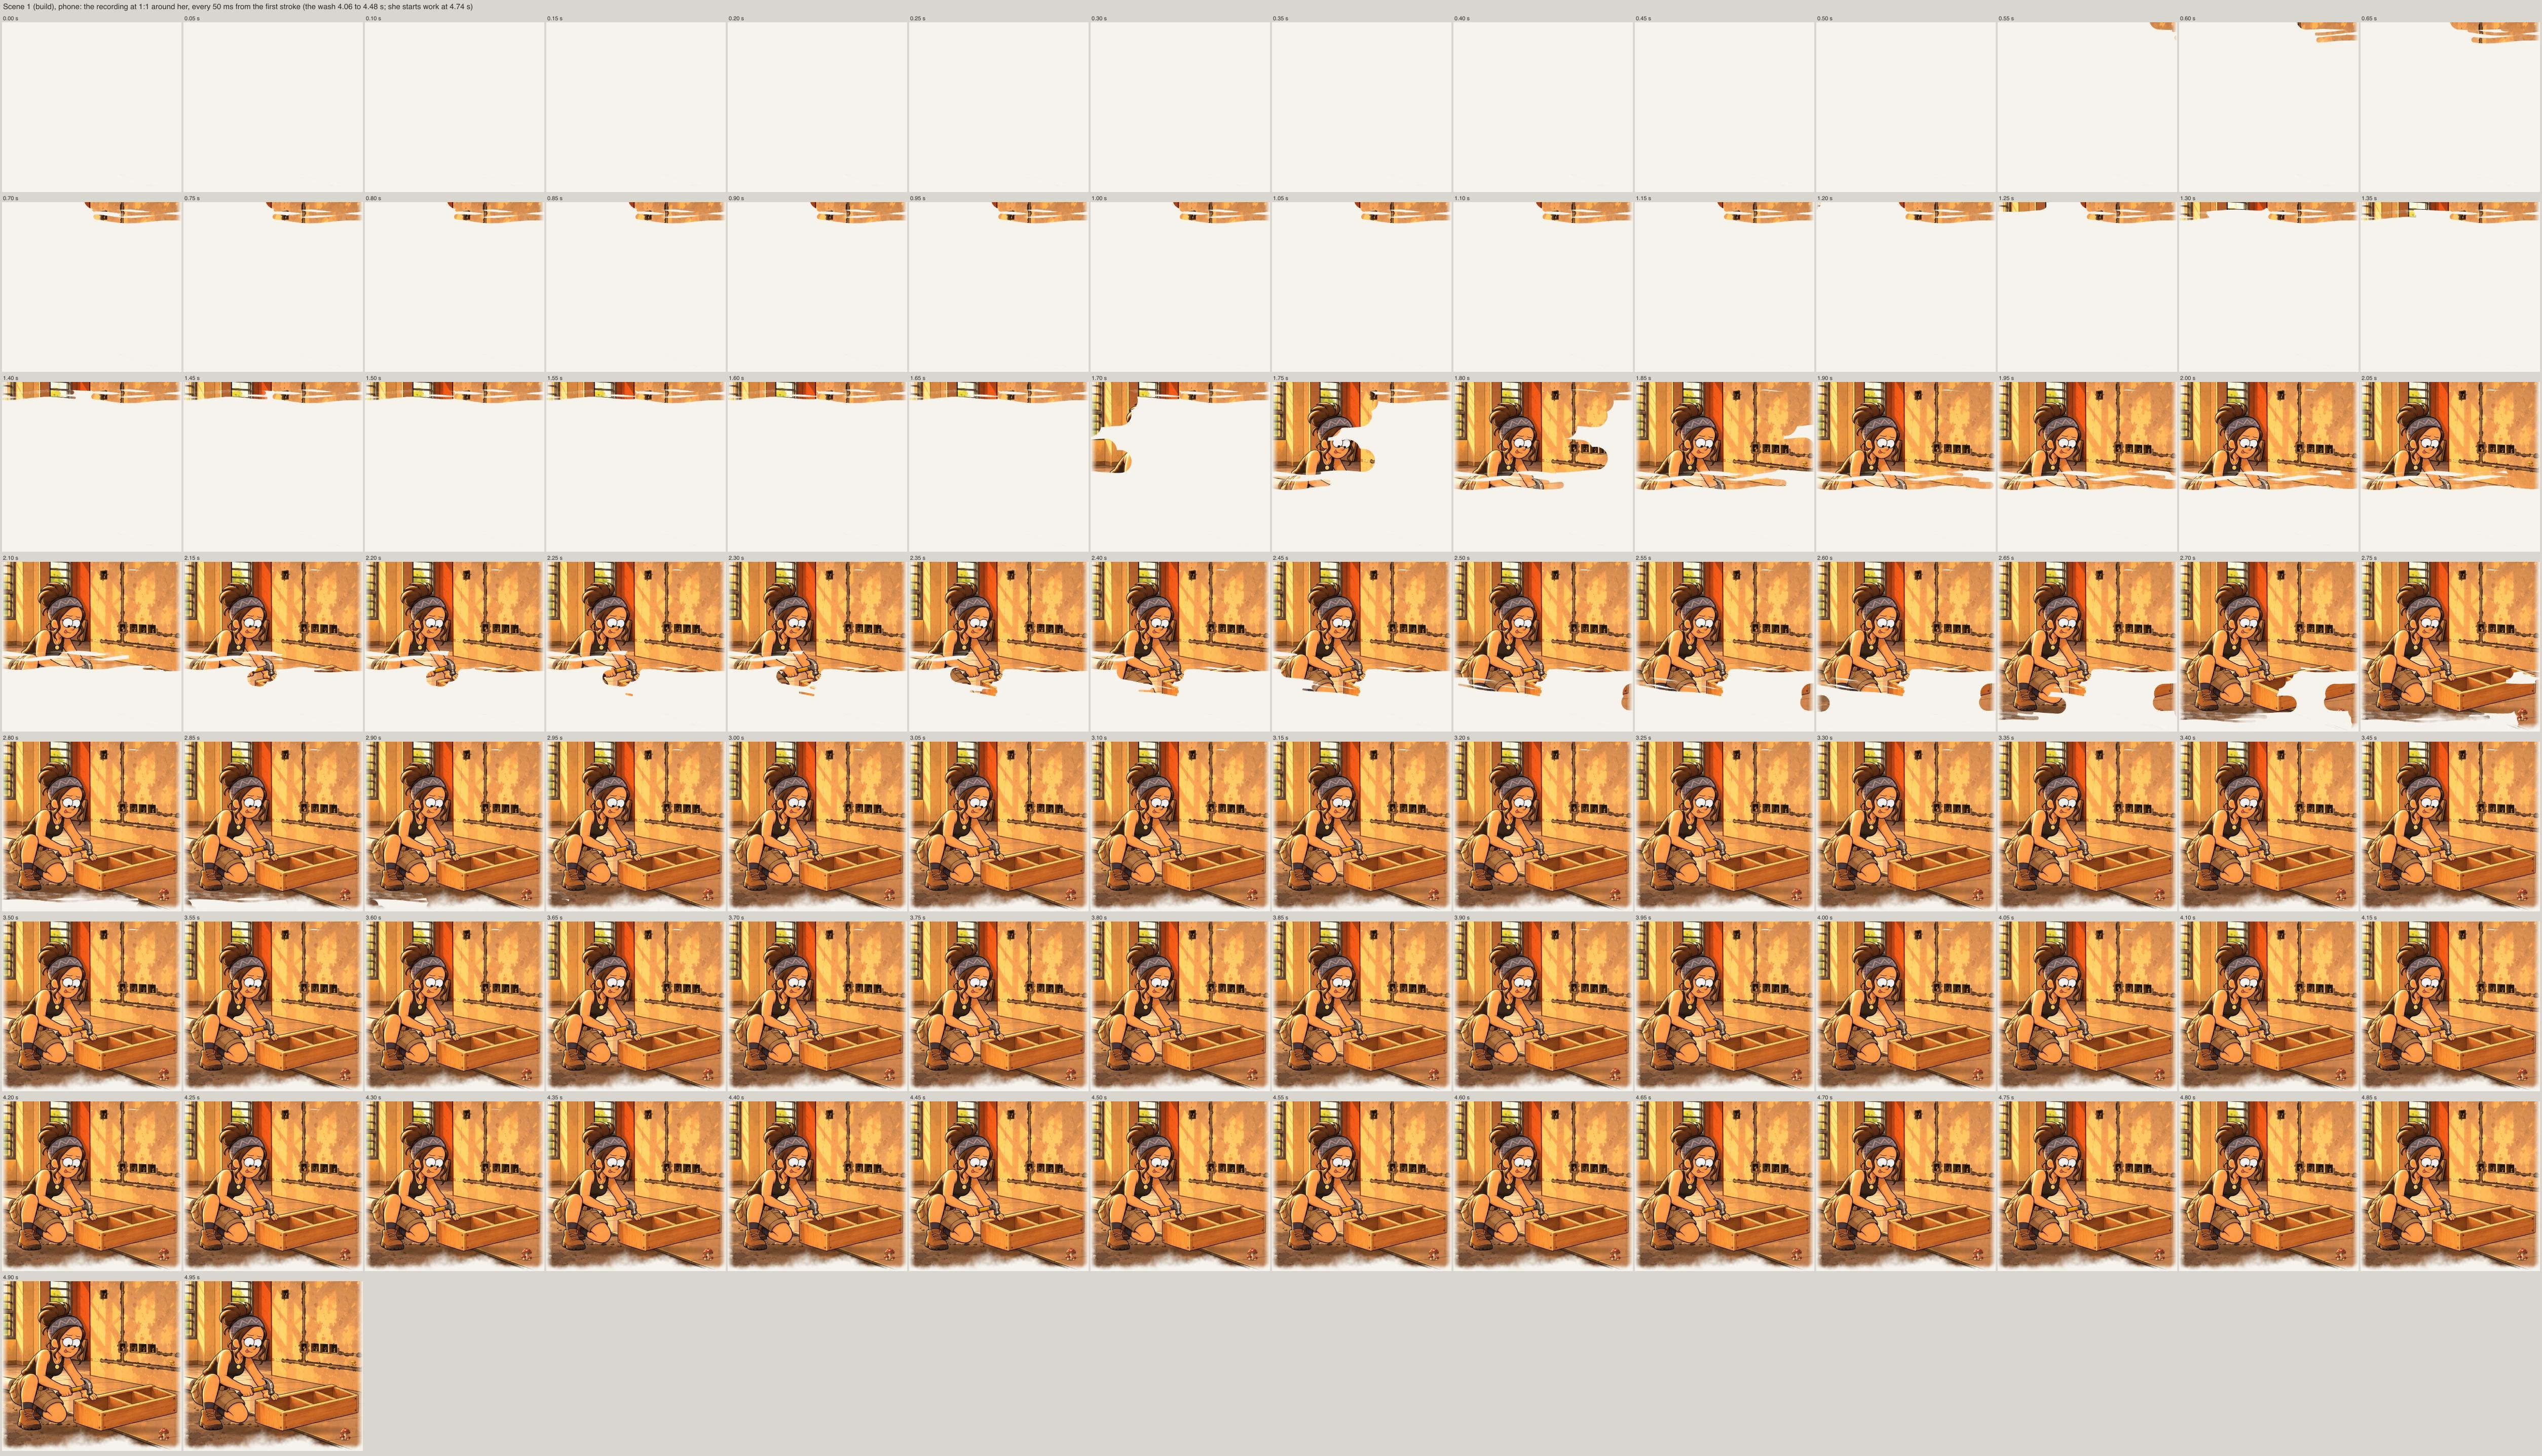 Scene 1 (build), phone: the recording at 1:1 around her, every 50 ms from the first stroke (the wash 4.06 to 4.48 s; she starts work at 4.74 s)
0.00 s 0.05 s 0.10 s 0.15 s 0.20 s 0.25 s 0.30 s 0.35 s 0.40 s 0.45 s 0.50 s 0.55 s 0.60 s 0.65 s
0.70 s 0.75 s 0.80 s 0.85 s 0.90 s 0.95 s 1.00 s 1.05 s 1.10 s 1.15 s 1.20 s 1.25 s 1.30 s 1.35 s
1.40 s 1.45 s 1.50 s 1.55 s 1.60 s 1.65 s 1.70 s 1.75 s 1.80 s 1.85 s 1.90 s 1.95 s 2.00 s 2.05 s
2.10 s 2.15 s 2.20 s 2.25 s 2.30 s 2.35 s 2.40 s 2.45 s 2.50 s 2.55 s 2.60 s 2.65 s 2.70 s 2.75 s
2.80 s 2.85 s 2.90 s 2.95 s 3.00 s 3.05 s 3.10 s 3.15 s 3.20 s 3.25 s 3.30 s 3.35 s 3.40 s 3.45 s
3.50 s 3.55 s 3.60 s 3.65 s 3.70 s 3.75 s 3.80 s 3.85 s 3.90 s 3.95 s 4.00 s 4.05 s 4.10 s 4.15 s
4.20 s 4.25 s 4.30 s 4.35 s 4.40 s 4.45 s 4.50 s 4.55 s 4.60 s 4.65 s 4.70 s 4.75 s 4.80 s 4.85 s
4.90 s 4.95 s